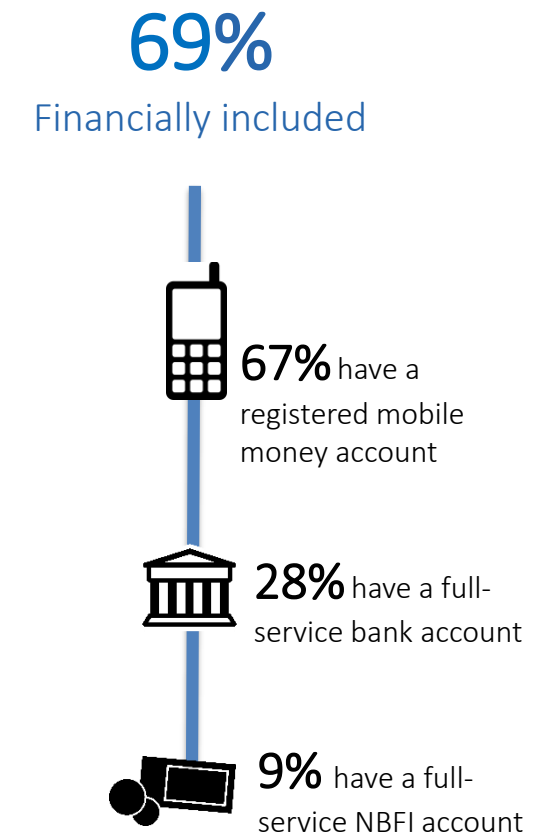 69%
Financially included
67% have a
registered mobile
money account
28% have a full-
service bank account
9% have a full-
service NBFI account